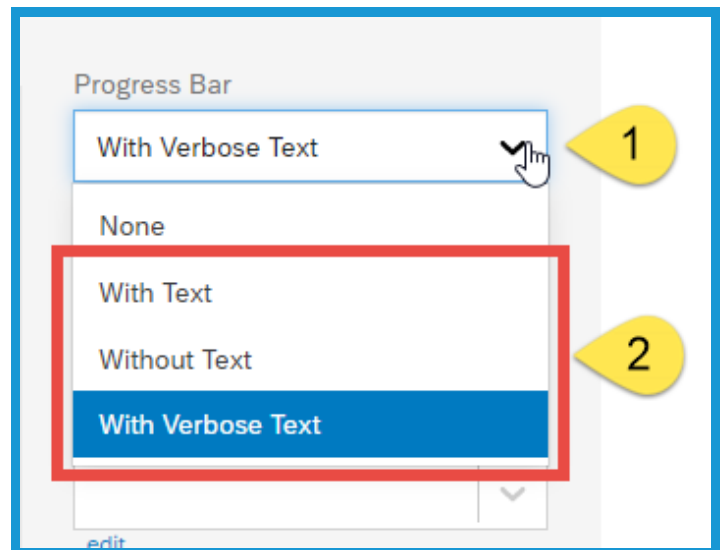 Progress Bar
With Verbose Text
1
None
With Text
Without Text
2
With Verbose Text
edit